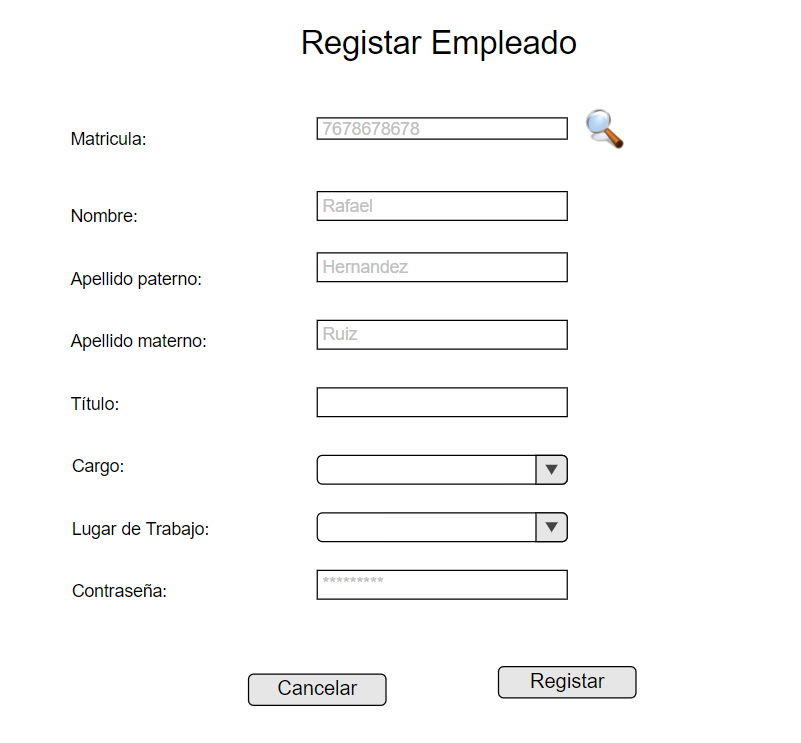 Registar Empleado
Matricula: 7678678678
Nombre: Rafael
Apellido paterno: Hernandez
Apellido materno: Ruiz
Título:
Cargo:
Lugar de Trabajo:
Contraseña: *********
Cancelar Registar